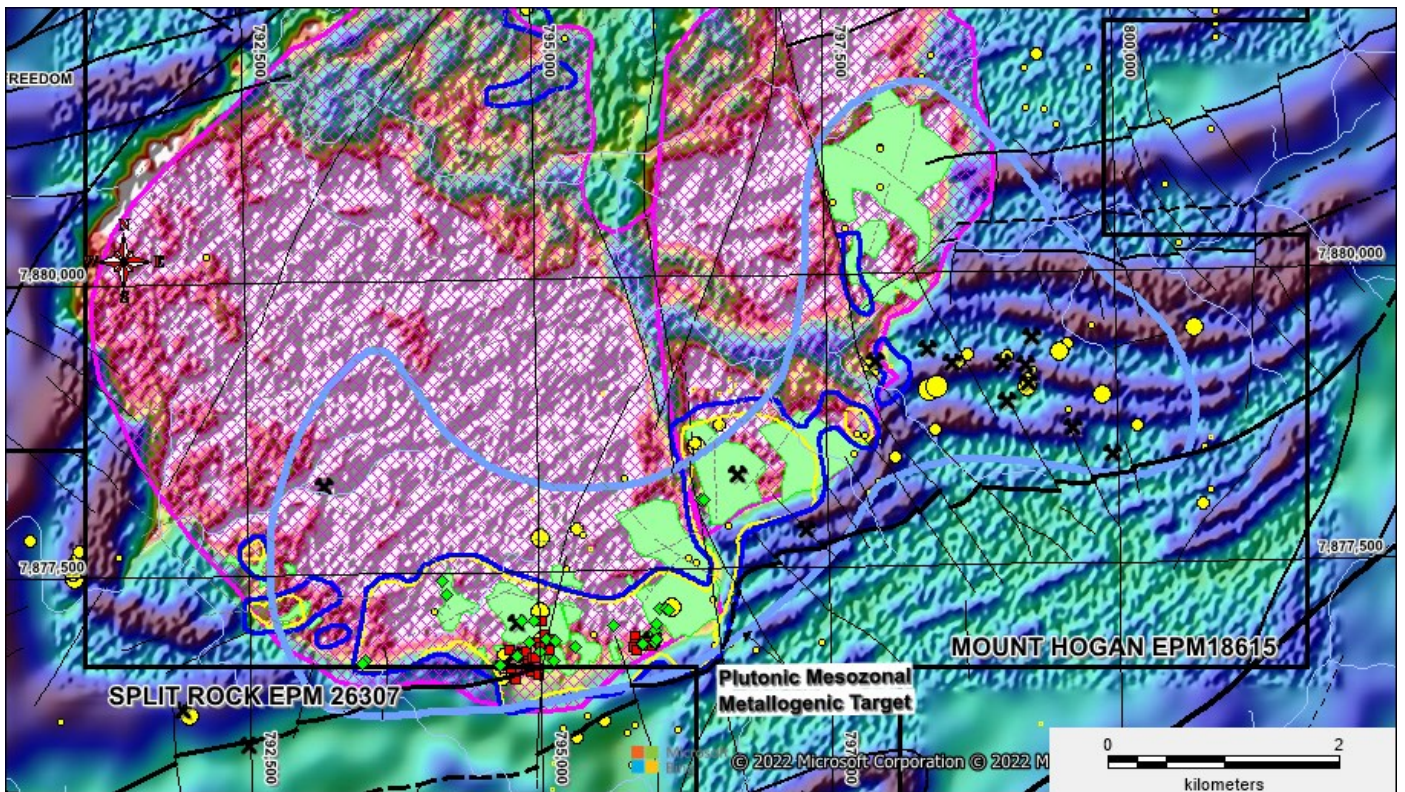 792,500
795,000
797,500
800,000
FREEDOM
N
W E
S
7,880,000
7,880,000
7,877,500
7,877,500
MOUNT HOGAN EPM18615
SPLIT ROCK EPM 26307
Plutonic Mesozonal
Metallogenic Target
792,500
795,000
Microsoft
Bing
© 2022 Microsoft Corporation © 2022 M
0 2
kilometers